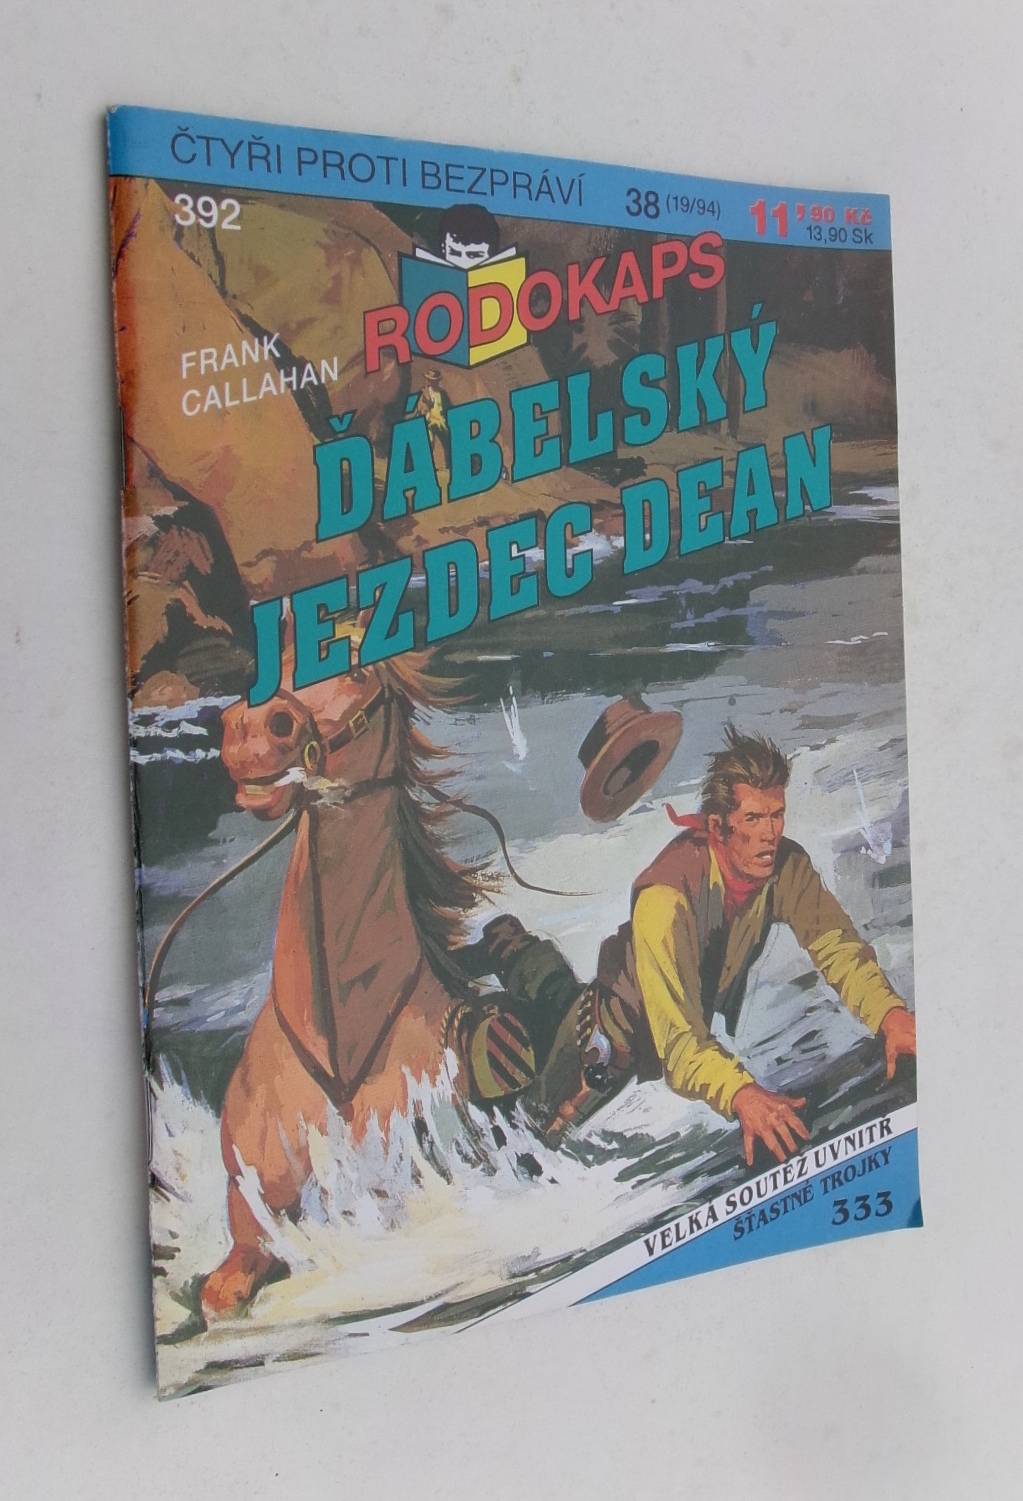 ČTYŘI PROTI BEZPRÁVÍ 38 (19/94) 11,90 Kč
13,90 Sk
392
RODOKAPS
FRANK
CALLAHAN
ĎÁBELSKÝ
JEZDEC DEAN
VELKÁ SOUTĚŽ UVNITŘ
ŠŤASTNÉ TROJKY
333